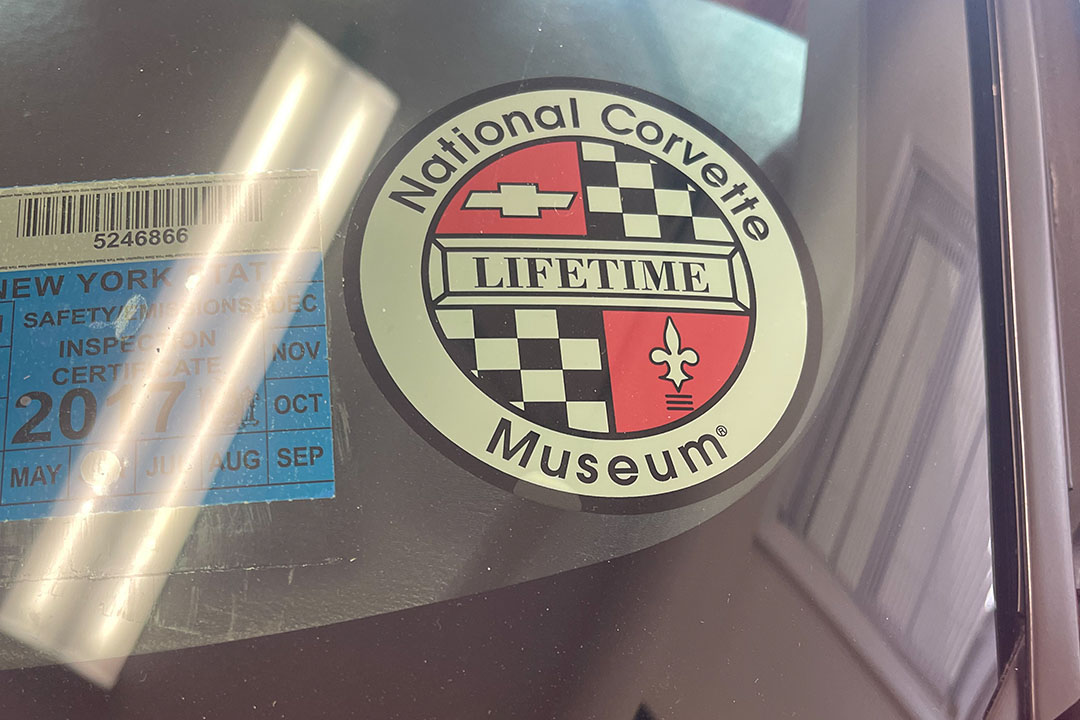 5246866
NEW YORK STATE
SAFETY/EMISSIONS
INSPECTION
CERTIFICATE
2017
DEC
NOV
OCT
MAY
AUG SEP
National Corvette
LIFETIME
Museum®